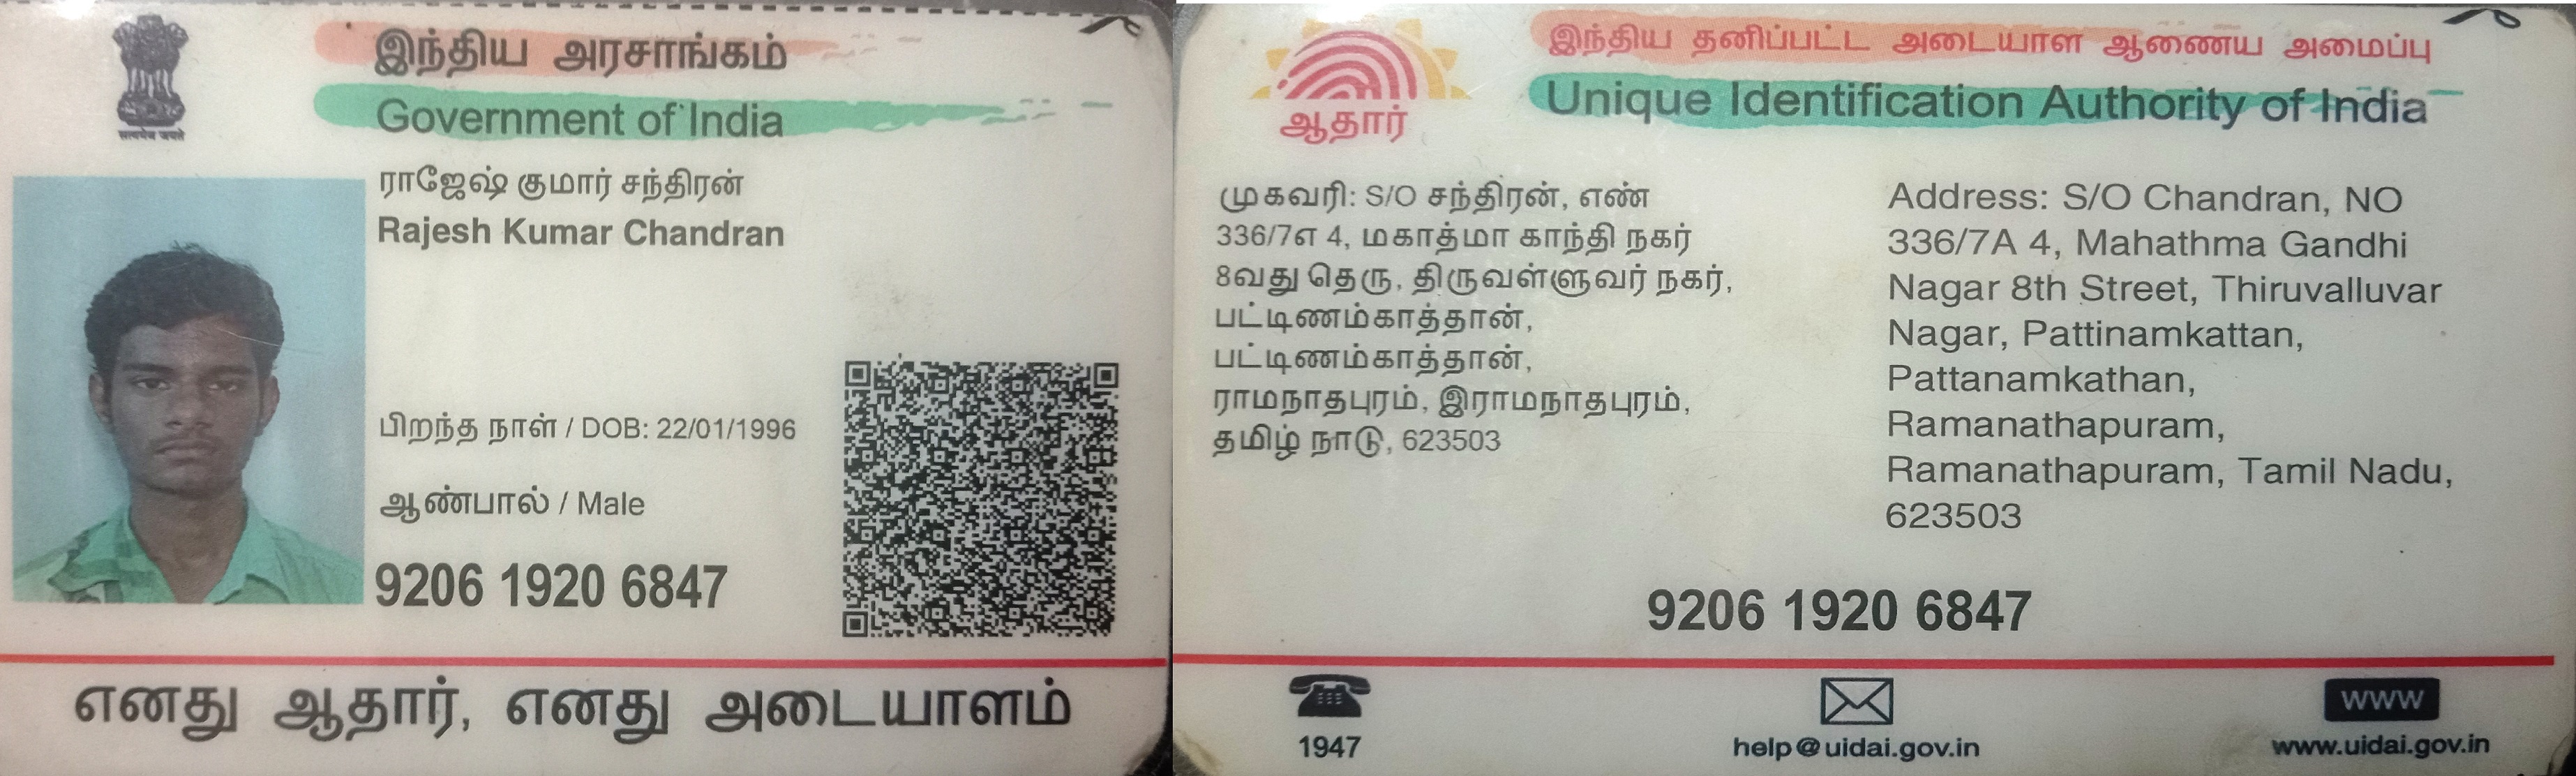 இந்திய அரசாங்கம்
Government of India
सत्यमेव जयते
ராஜேஷ் குமார் சந்திரன்
Rajesh Kumar Chandran
பிறந்த நாள் / DOB: 22/01/1996
ஆண்பால் / Male
9206 1920 6847
எனது ஆதார், எனது அடையாளம்
இந்திய தனிப்பட்ட அடையாள ஆணைய அமைப்பு
Unique Identification Authority of India
ஆதார்
முகவரி: S/O சந்திரன், எண்
336/7எ 4, மகாத்மா காந்தி நகர்
8வது தெரு, திருவள்ளுவர் நகர்,
பட்டிணம்காத்தான்,
பட்டிணம்காத்தான்,
ராமநாதபுரம், இராமநாதபுரம்,
தமிழ் நாடு, 623503
Address: S/O Chandran, NO
336/7A 4, Mahathma Gandhi
Nagar 8th Street, Thiruvalluvar
Nagar, Pattinamkattan,
Pattanamkathan,
Ramanathapuram,
Ramanathapuram, Tamil Nadu,
623503
9206 1920 6847
1947
help@uidai.gov.in
WWW
www.uidai.gov.in